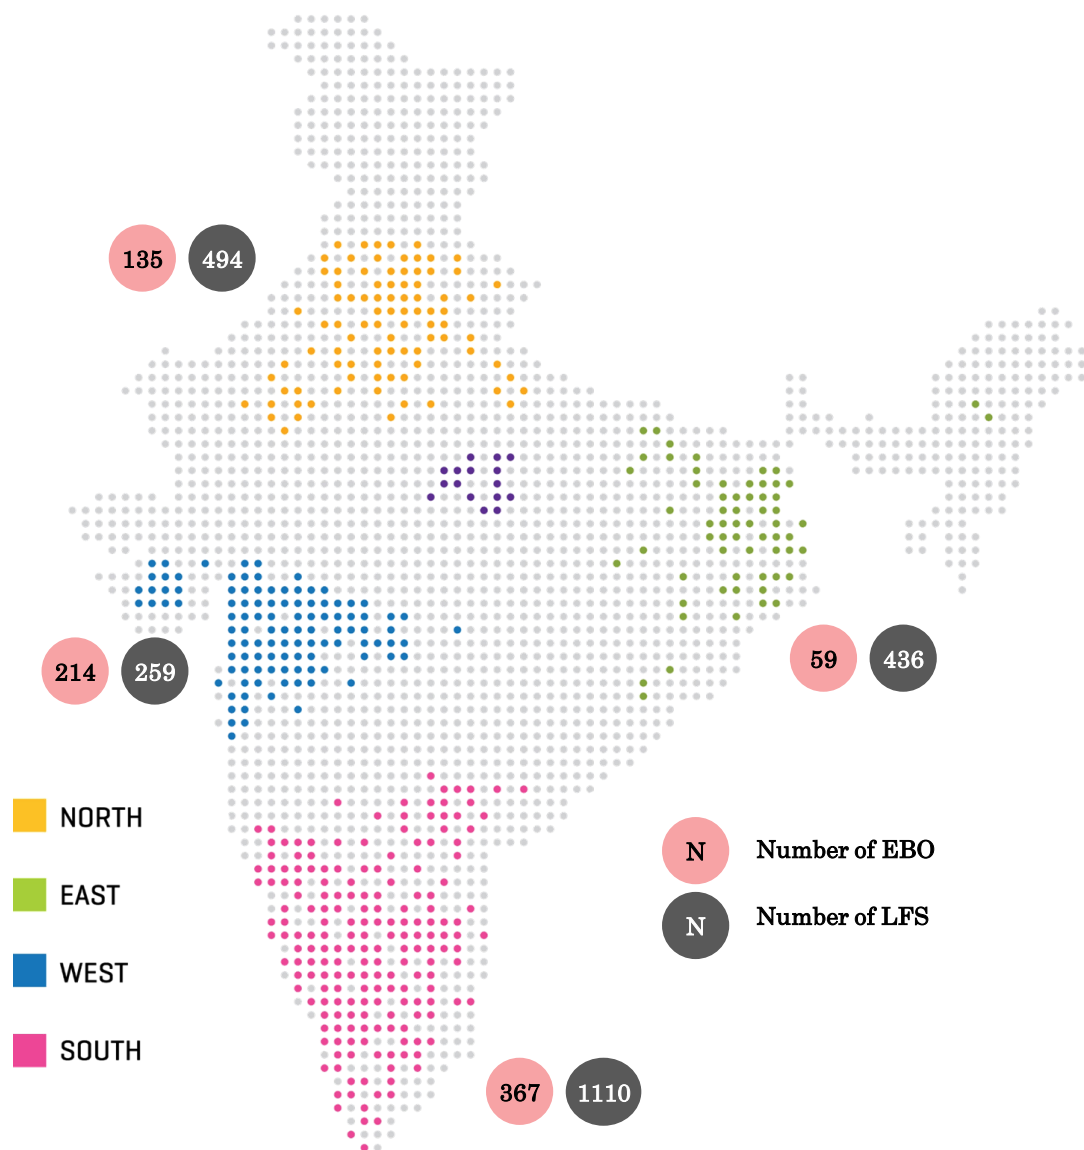 135 494
214 259
59 436
NORTH
EAST
WEST
SOUTH
N Number of EBO
N Number of LFS
367 1110